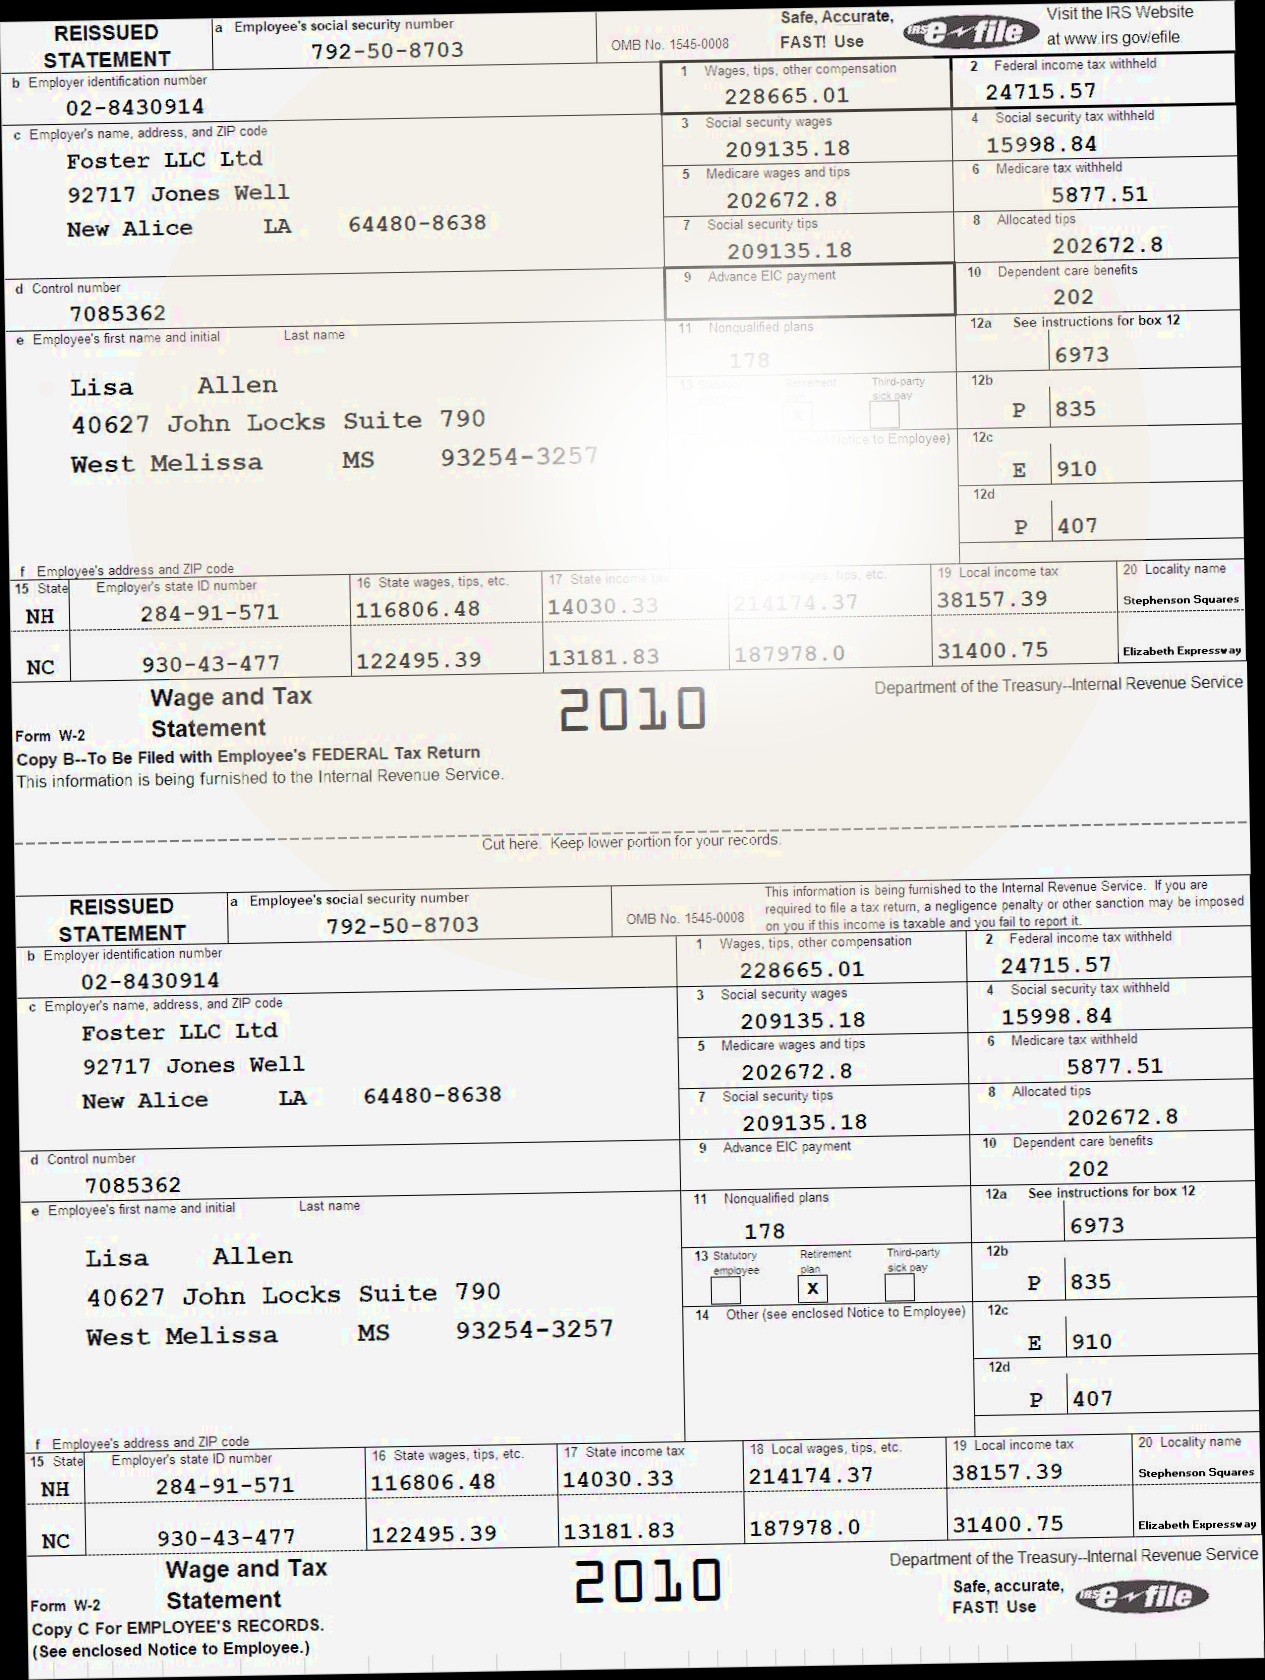 REISSUED STATEMENT
a Employee's social security number
792-50-8703
OMB No. 1545-0008
Safe, Accurate, FAST! Use
IRS e-file
Visit the IRS Website at www.irs.gov/efile
b Employer identification number
02-8430914
1 Wages, tips, other compensation
228665.01
2 Federal income tax withheld
24715.57
c Employer's name, address, and ZIP code
Foster LLC Ltd
92717 Jones Well
New Alice LA 64480-8638
3 Social security wages
209135.18
4 Social security tax withheld
15998.84
5 Medicare wages and tips
202672.8
6 Medicare tax withheld
5877.51
7 Social security tips
209135.18
8 Allocated tips
202672.8
d Control number
7085362
9 Advance EIC payment
10 Dependent care benefits
202
e Employee's first name and initial Last name
Lisa Allen
40627 John Locks Suite 790
West Melissa MS 93254-3257
11 Nonqualified plans
178
12a See instructions for box 12
6973
13 Retirement
x
Third-party sick pay
12b
P 835
Notice to Employee)
12c
E 910
12d
P 407
f Employee's address and ZIP code
15 State Employer's state ID number 16 State wages, tips, etc. 17 State income tax wages, tips, etc. 19 Local income tax 20 Locality name
NH 284-91-571 116806.48 14030.33 214174.37 38157.39 Stephenson Squares
NC 930-43-477 122495.39 13181.83 187978.0 31400.75 Elizabeth Expressway
Form W-2
Wage and Tax Statement
2010
Department of the Treasury--Internal Revenue Service
Copy B--To Be Filed with Employee's FEDERAL Tax Return
This information is being furnished to the Internal Revenue Service.
Cut here. Keep lower portion for your records.
REISSUED STATEMENT
a Employee's social security number
792-50-8703
OMB No. 1545-0008
This information is being furnished to the Internal Revenue Service. If you are
required to file a tax return, a negligence penalty or other sanction may be imposed
on you if this income is taxable and you fail to report it.
b Employer identification number
02-8430914
1 Wages, tips, other compensation
228665.01
2 Federal income tax withheld
24715.57
c Employer's name, address, and ZIP code
Foster LLC Ltd
92717 Jones Well
New Alice LA 64480-8638
3 Social security wages
209135.18
4 Social security tax withheld
15998.84
5 Medicare wages and tips
202672.8
6 Medicare tax withheld
5877.51
7 Social security tips
209135.18
8 Allocated tips
202672.8
d Control number
7085362
9 Advance EIC payment
10 Dependent care benefits
202
e Employee's first name and initial Last name
Lisa Allen
40627 John Locks Suite 790
West Melissa MS 93254-3257
11 Nonqualified plans
178
12a See instructions for box 12
6973
13 Statutory employee
Retirement plan
X
Third-party sick pay
12b
P 835
14 Other (see enclosed Notice to Employee)
12c
E 910
12d
P 407
f Employee's address and ZIP code
15 State Employer's state ID number 16 State wages, tips, etc. 17 State income tax 18 Local wages, tips, etc. 19 Local income tax 20 Locality name
NH 284-91-571 116806.48 14030.33 214174.37 38157.39 Stephenson Squares
NC 930-43-477 122495.39 13181.83 187978.0 31400.75 Elizabeth Expressway
Form W-2
Wage and Tax Statement
2010
Department of the Treasury--Internal Revenue Service
Safe, accurate, FAST! Use
IRS e-file
Copy C For EMPLOYEE'S RECORDS.
(See enclosed Notice to Employee.)